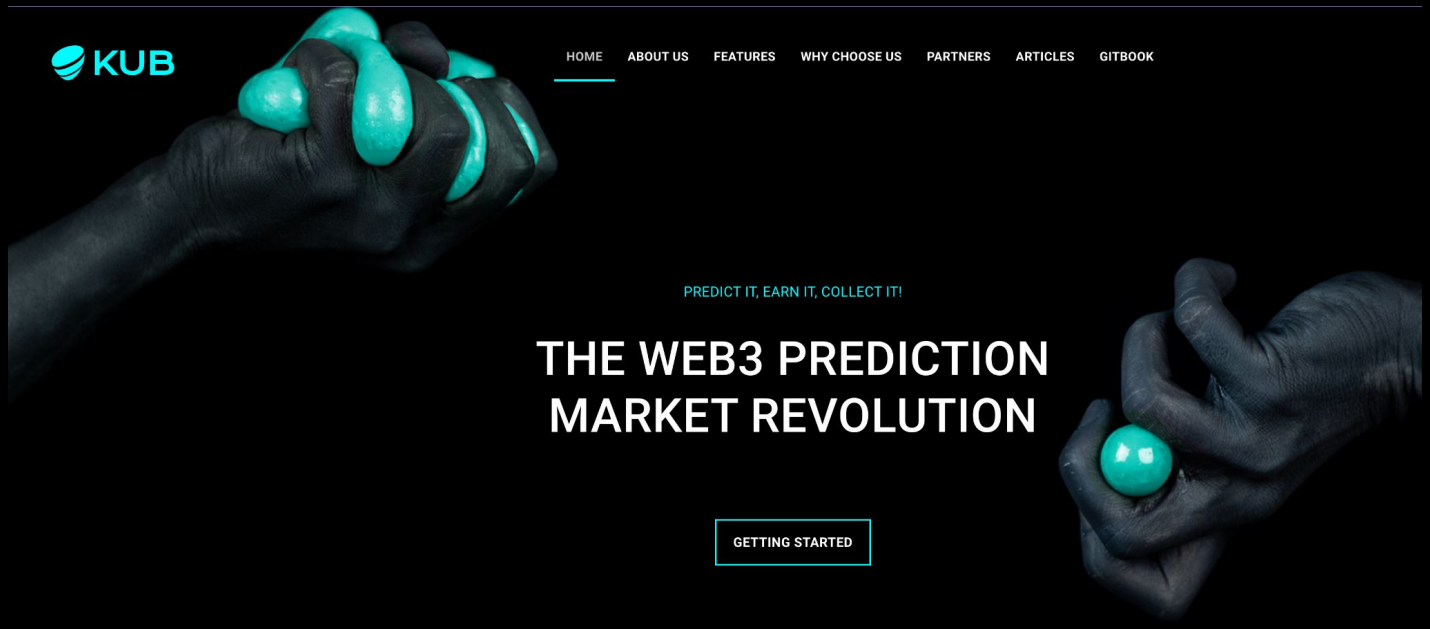 KUB
HOME ABOUT US FEATURES WHY CHOOSE US PARTNERS ARTICLES GITBOOK
PREDICT IT, EARN IT, COLLECT IT!
THE WEB3 PREDICTION
MARKET REVOLUTION
GETTING STARTED